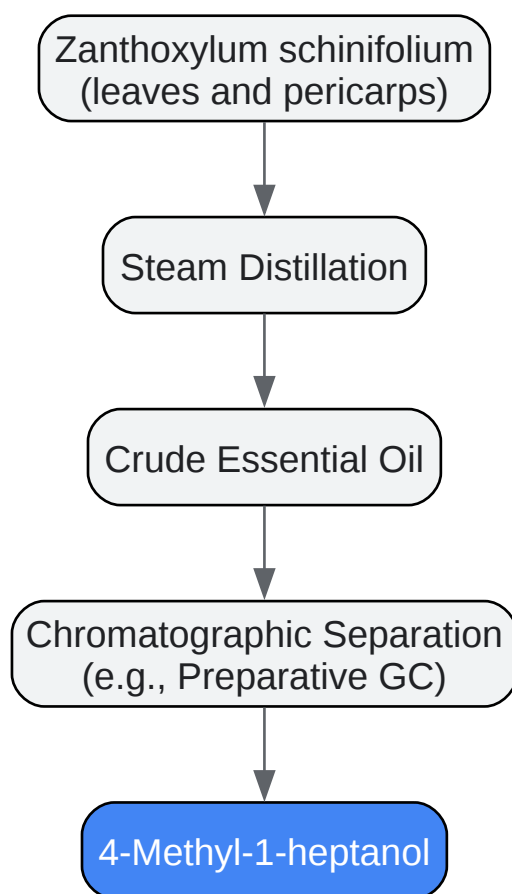 Zanthoxylum schinifolium
(leaves and pericarps)
Steam Distillation
Crude Essential Oil
Chromatographic Separation
(e.g., Preparative GC)
4-Methyl-1-heptanol